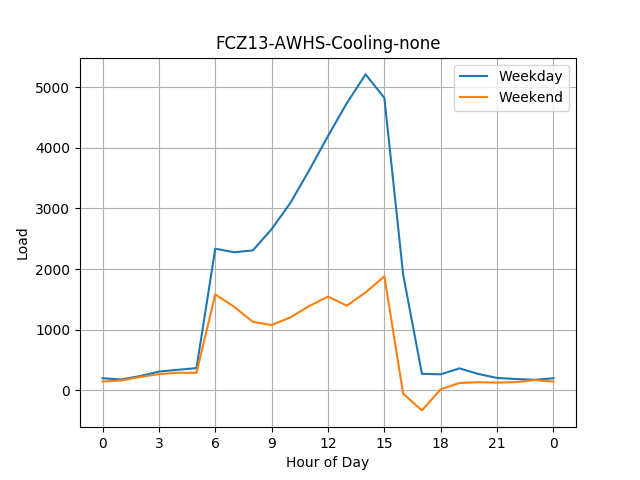 FCZ13-AWHS-Cooling-none
Weekday
Weekend
Load
5000
4000
3000
2000
1000
0
0 3 6 9 12 15 18 21 0
Hour of Day